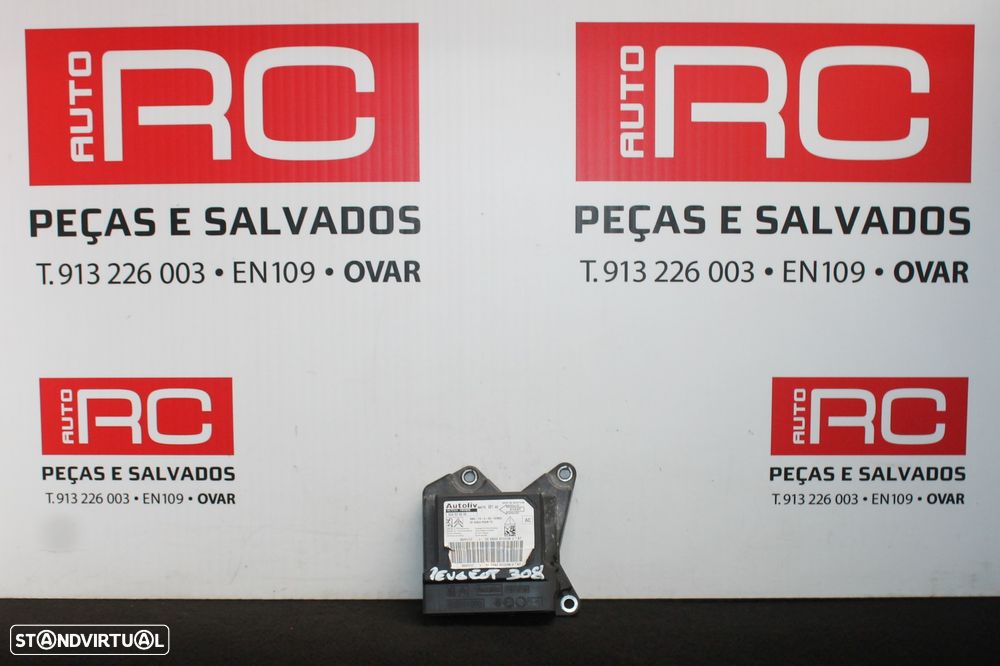 AUTO RC
PEÇAS E SALVADOS
T. 913 226 003 • EN109 • OVAR
AUTO RC
PEÇAS E SALVADOS
T. 913 226 003 • EN109 • OVAR
AUTO RC
PEÇAS E SALVADOS
T. 913 226 003 • EN109 • OVAR
AUTO RC
PEÇAS E SALVADOS
T. 913 226 003 • EN109 • OVAR
Autoliv
AC
PEUGEOT 308
STANDVIRTUAL